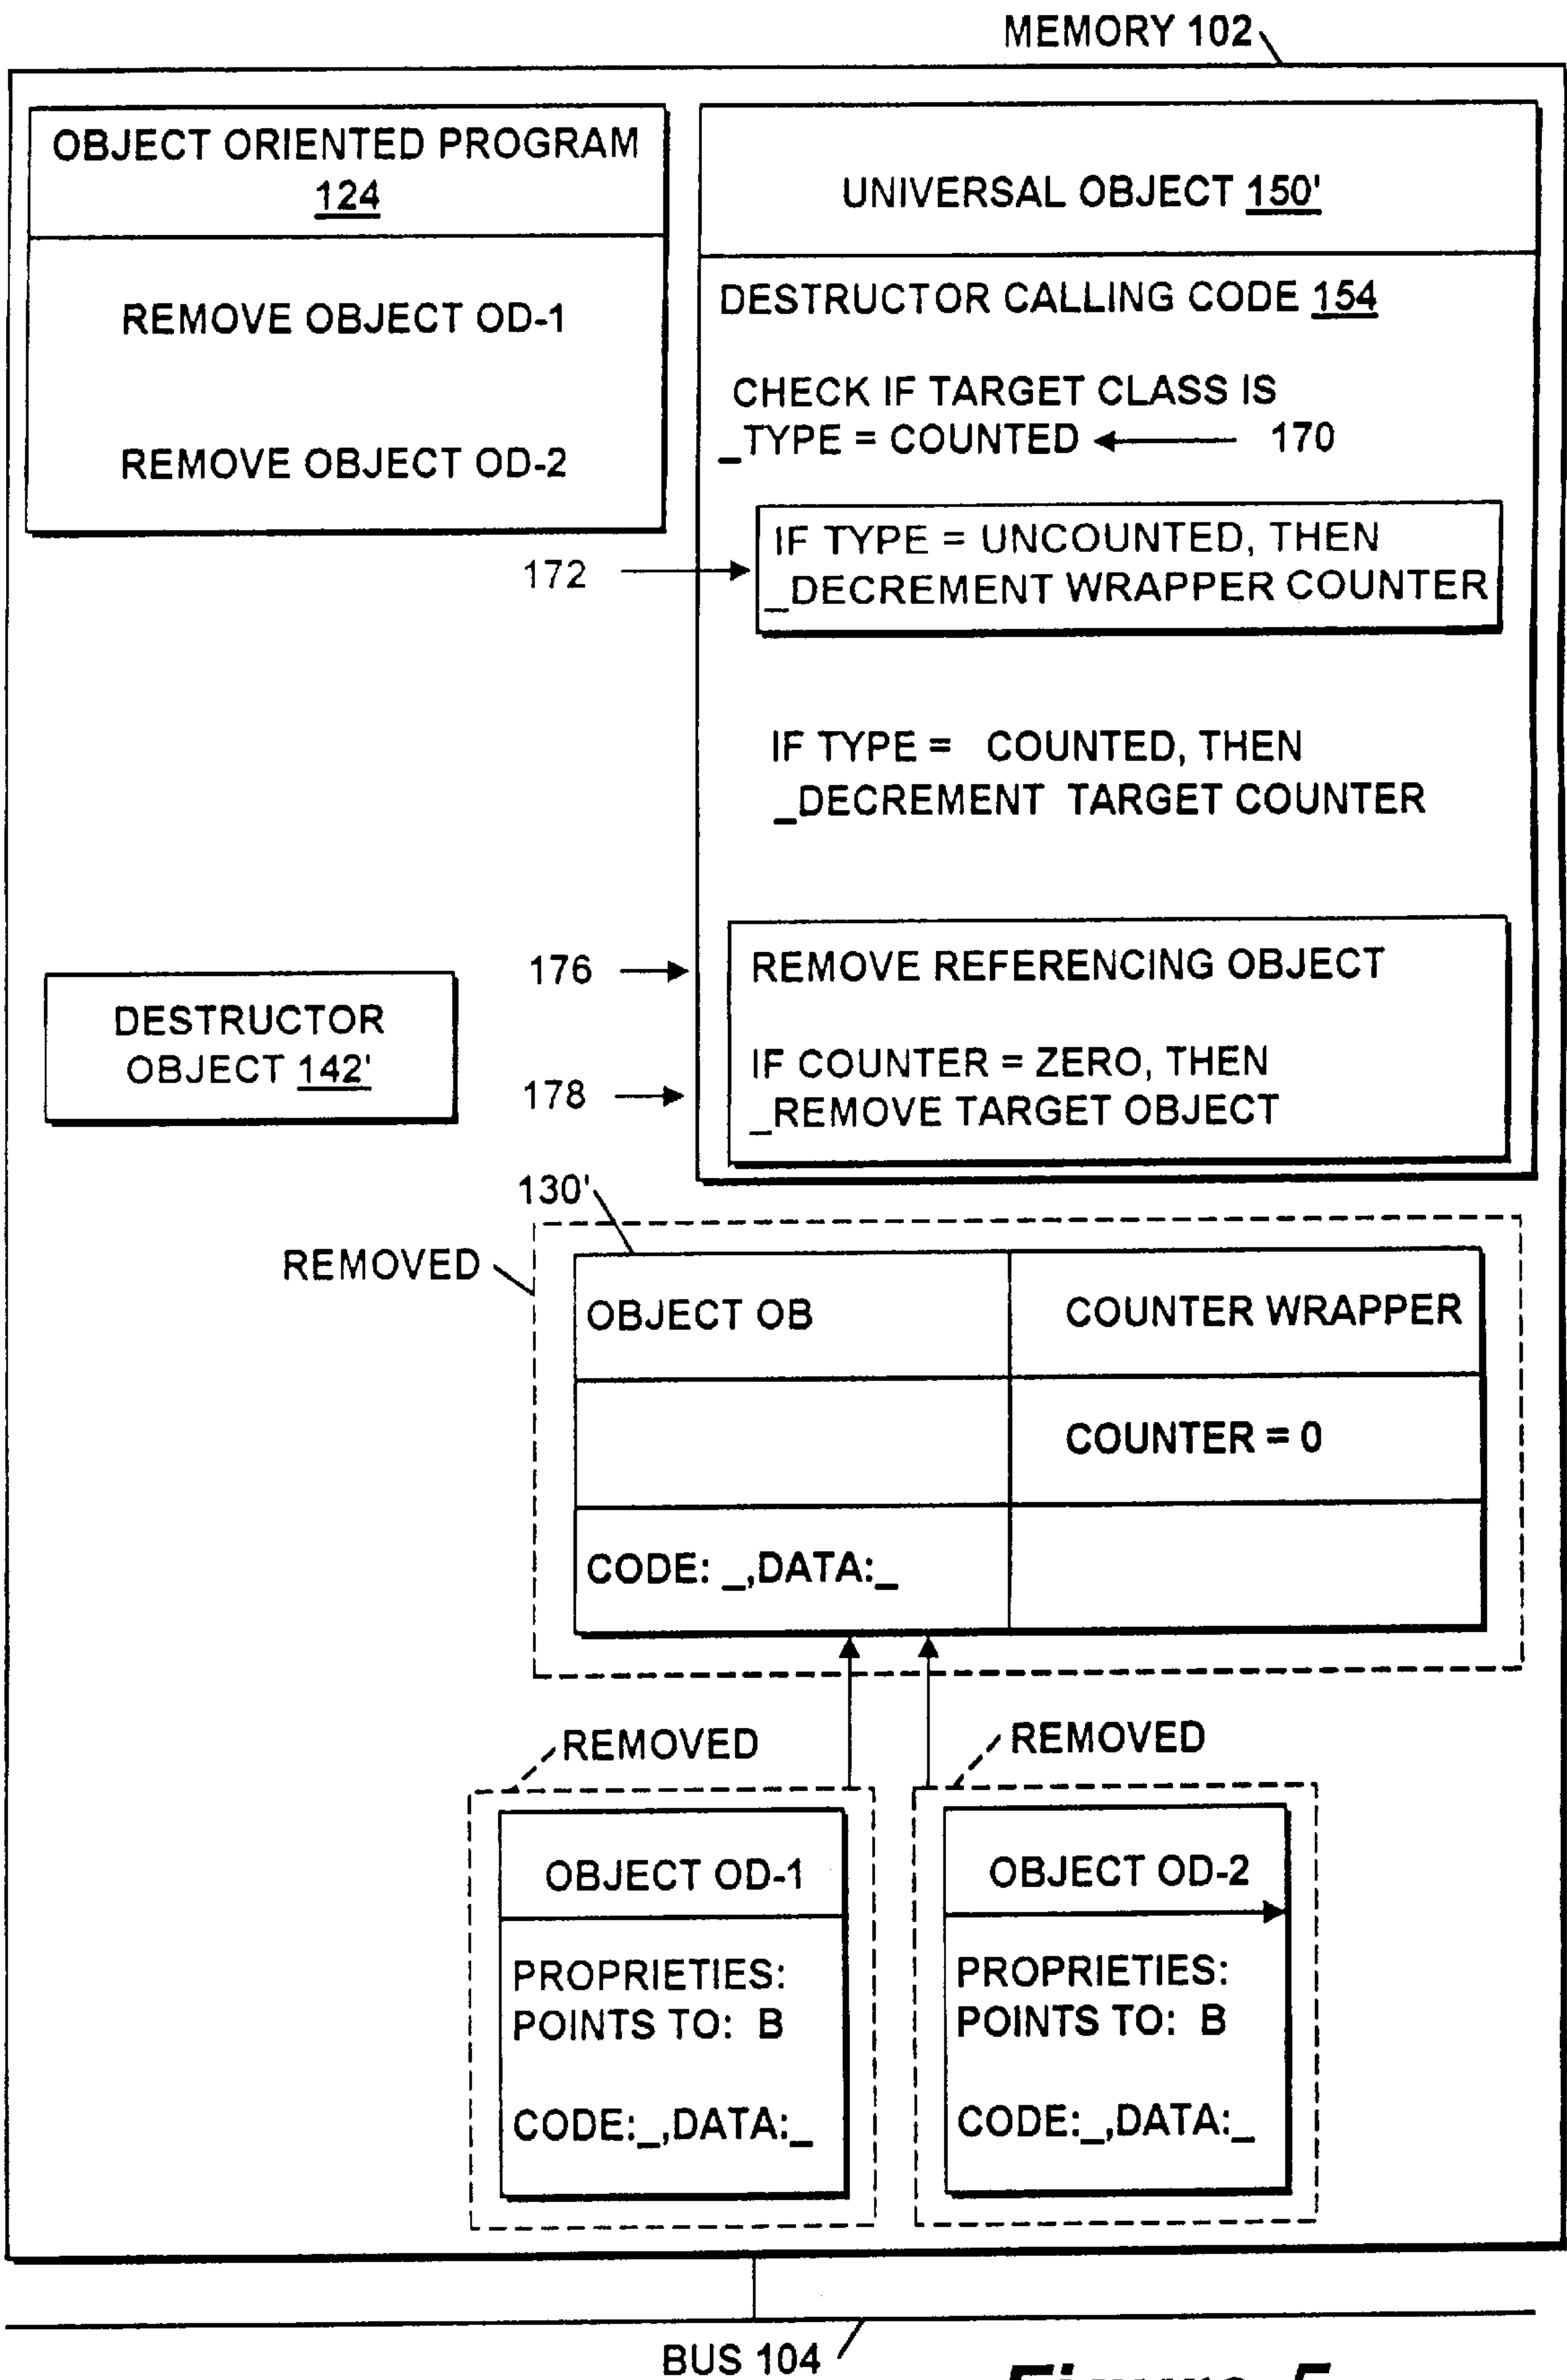 MEMORY 102
OBJECT ORIENTED PROGRAM
124
REMOVE OBJECT OD-1
REMOVE OBJECT OD-2
UNIVERSAL OBJECT 150'
DESTRUCTOR CALLING CODE 154
CHECK IF TARGET CLASS IS
_TYPE = COUNTED
170
IF TYPE = UNCOUNTED, THEN
_DECREMENT WRAPPER COUNTER
172
IF TYPE = COUNTED, THEN
_DECREMENT TARGET COUNTER
176
REMOVE REFERENCING OBJECT
178
IF COUNTER = ZERO, THEN
_REMOVE TARGET OBJECT
DESTRUCTOR
OBJECT 142'
130'
REMOVED
OBJECT OB
COUNTER WRAPPER
COUNTER = 0
CODE: _,DATA:_
REMOVED
REMOVED
OBJECT OD-1
PROPRIETIES:
POINTS TO: B
CODE:_,DATA:_
OBJECT OD-2
PROPRIETIES:
POINTS TO: B
CODE:_,DATA:_
BUS 104
Figure 5